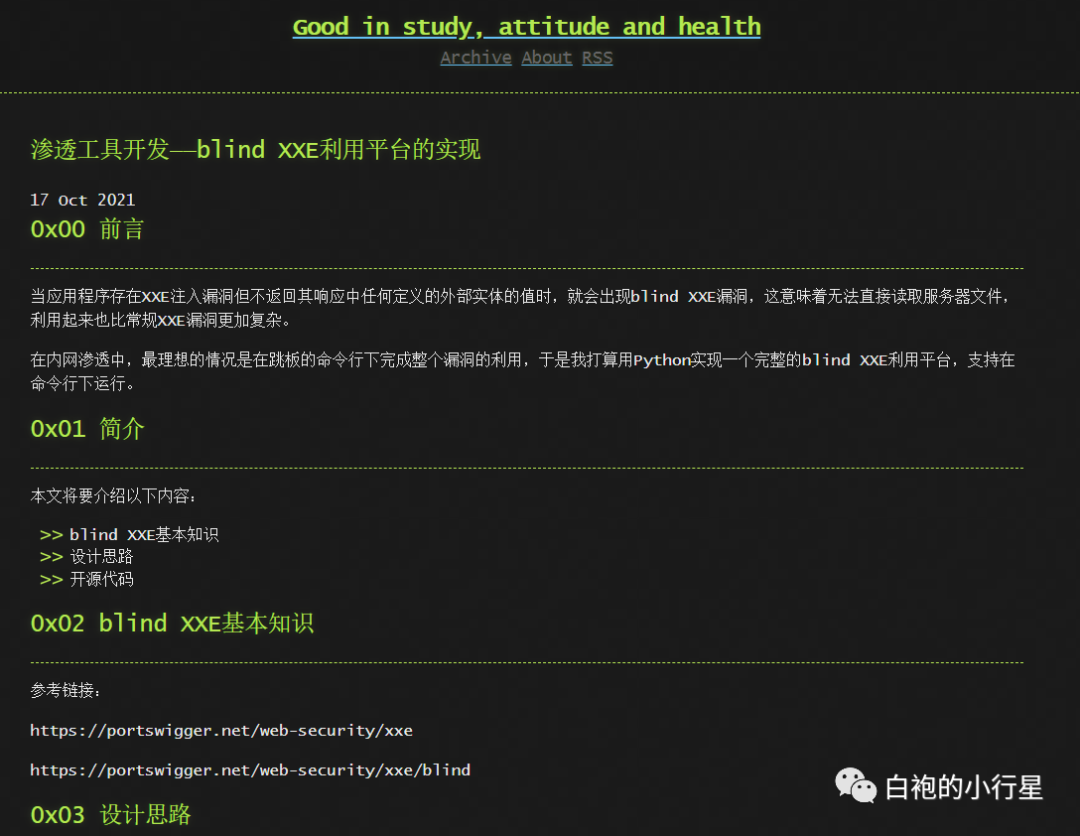 Good in study, attitude and health
Archive About RSS
渗透工具开发——blind XXE利用平台的实现
17 Oct 2021
0x00 前言
当应用程序存在XXE注入漏洞但不返回其响应中任何定义的外部实体的值时，就会出现blind XXE漏洞，这意味着无法直接读取服务器文件，
利用起来也比常规XXE漏洞更加复杂。
在内网渗透中，最理想的情况是在跳板的命令行下完成整个漏洞的利用，于是我打算用Python实现一个完整的blind XXE利用平台，支持在
命令行下运行。
0x01 简介
本文将要介绍以下内容：
>> blind XXE基本知识
>> 设计思路
>> 开源代码
0x02 blind XXE基本知识
参考链接：
https://portswigger.net/web-security/xxe
https://portswigger.net/web-security/xxe/blind
0x03 设计思路
白袍的小行星